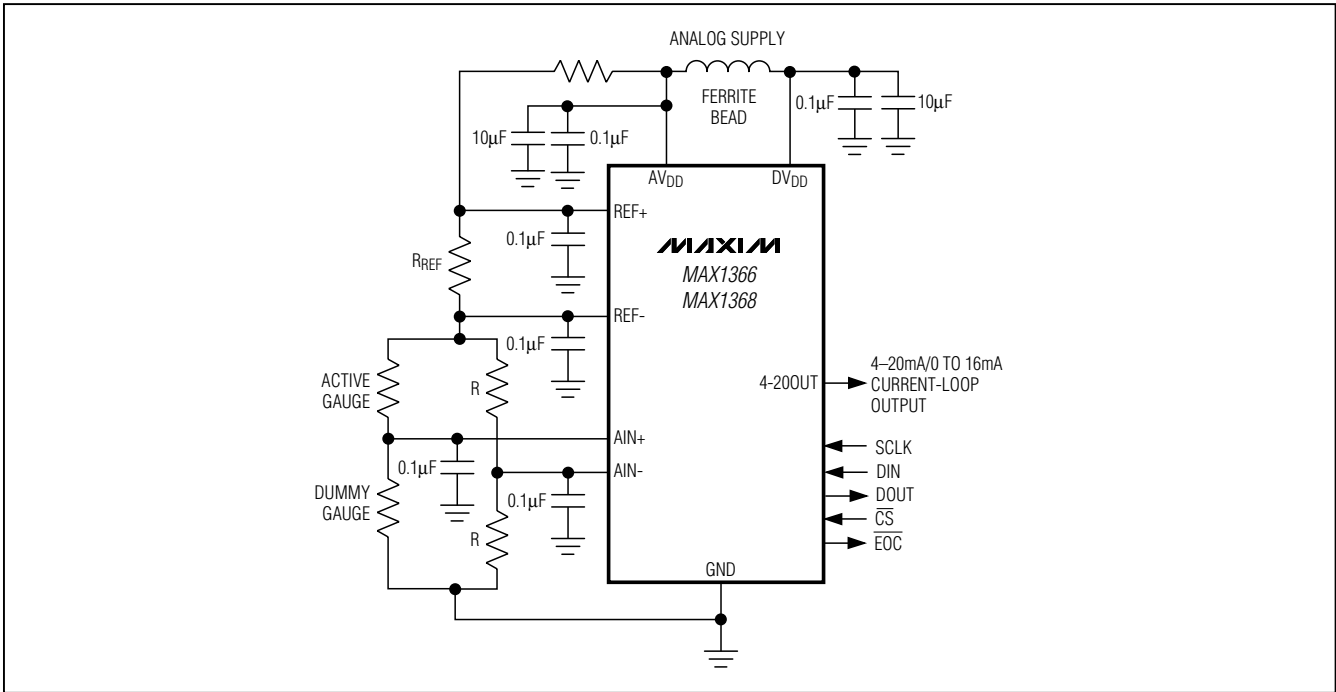 ANALOG SUPPLY
FERRITE
BEAD
0.1µF
10µF
10µF
0.1µF
AVDD
DVDD
REF+
0.1µF
RREF
MAXIM
MAX1366
MAX1368
REF-
0.1µF
ACTIVE
GAUGE
R
4-20OUT
4–20mA/0 TO 16mA
CURRENT-LOOP
OUTPUT
AIN+
0.1µF
AIN-
0.1µF
DUMMY
GAUGE
R
SCLK
DIN
DOUT
CS
EOC
GND